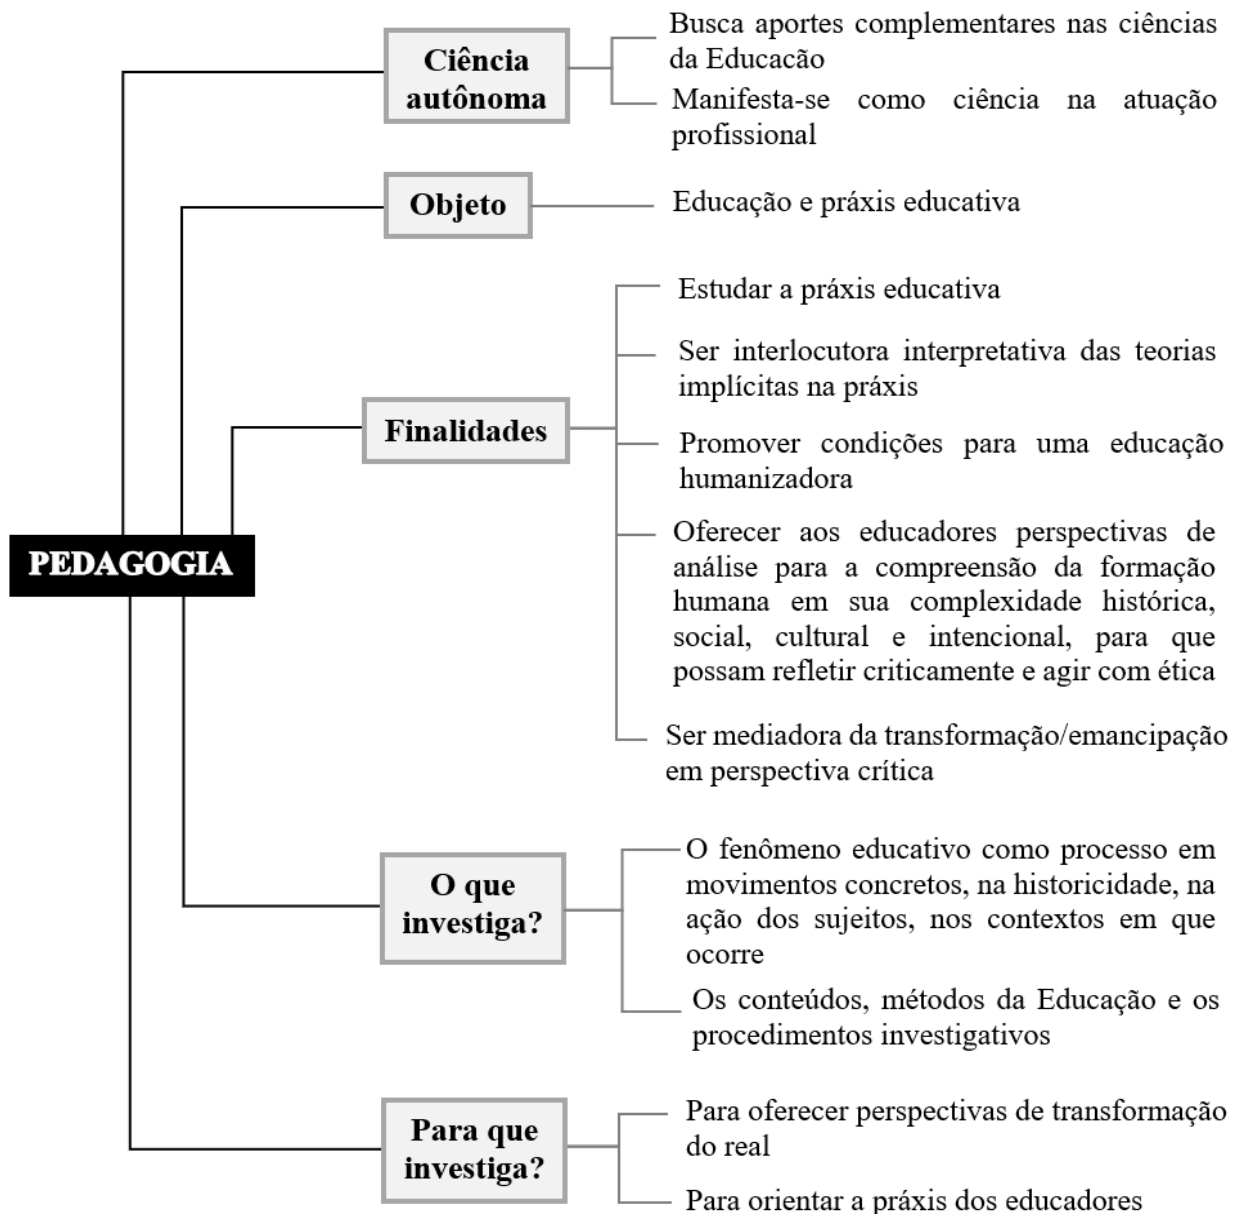 Ciência
autônoma
Busca aportes complementares nas ciências
da Educacão
Manifesta-se como ciência na atuação
profissional
Objeto
Educação e práxis educativa
Finalidades
Estudar a práxis educativa
Ser interlocutora interpretativa das teorias
implícitas na práxis
Promover condições para uma educação
humanizadora
Oferecer aos educadores perspectivas de
análise para a compreensão da formação
humana em sua complexidade histórica,
social, cultural e intencional, para que
possam refletir criticamente e agir com ética
Ser mediadora da transformação/emancipação
em perspectiva crítica
PEDAGOGIA
O que
investiga?
O fenômeno educativo como processo em
movimentos concretos, na historicidade, na
ação dos sujeitos, nos contextos em que
ocorre
Os conteúdos, métodos da Educação e os
procedimentos investigativos
Para que
investiga?
Para oferecer perspectivas de transformação
do real
Para orientar a práxis dos educadores